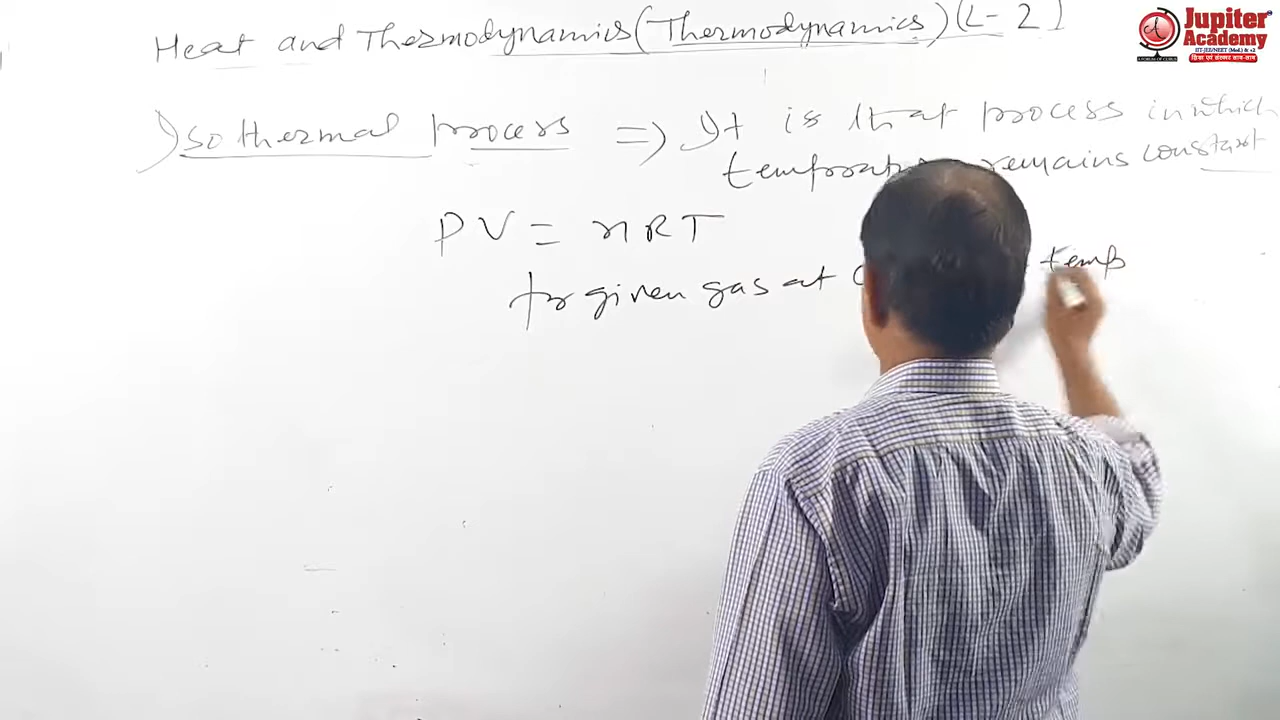 Heat and Thermodynamics (Thermodynamics) (L-2)
Jupiter
Academy
Isothermal process => It is that process in which
remains constant
PV = nRT
for given gas at temp